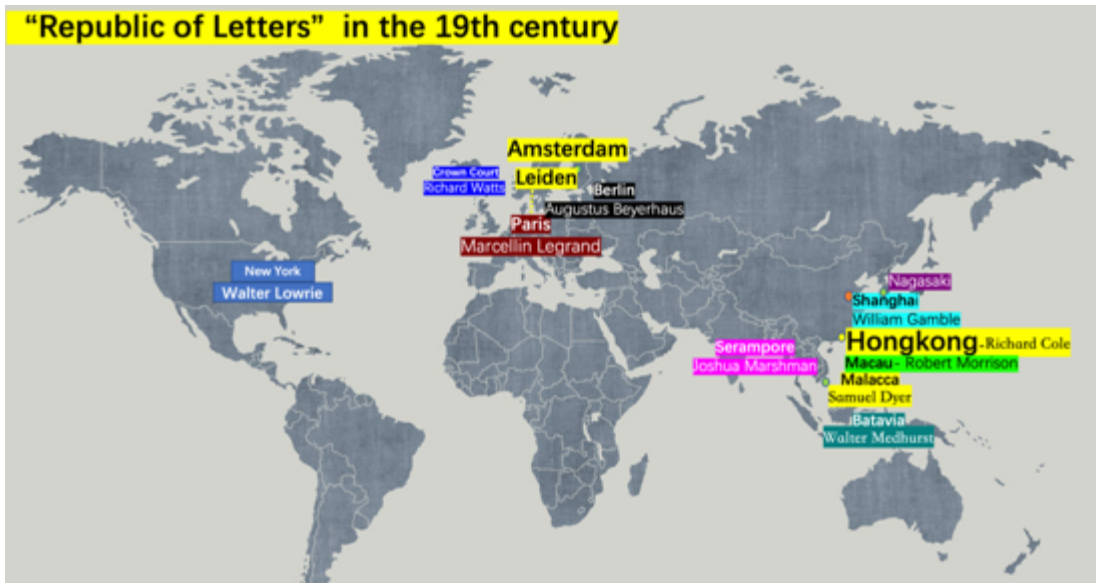 “Republic of Letters” in the 19th century
Amsterdam
Crown Court
Richard Watts
Leiden
Berlin
Augustus Beyerhaus
Paris
Marcellin Legrand
New York
Walter Lowrie
Nagasaki
Shanghai
William Gamble
Hongkong-Richard Cole
Macau- Robert Morrison
Serampore
Joshua Marshman
Malacca
Samuel Dyer
Batavia
Walter Medhurst